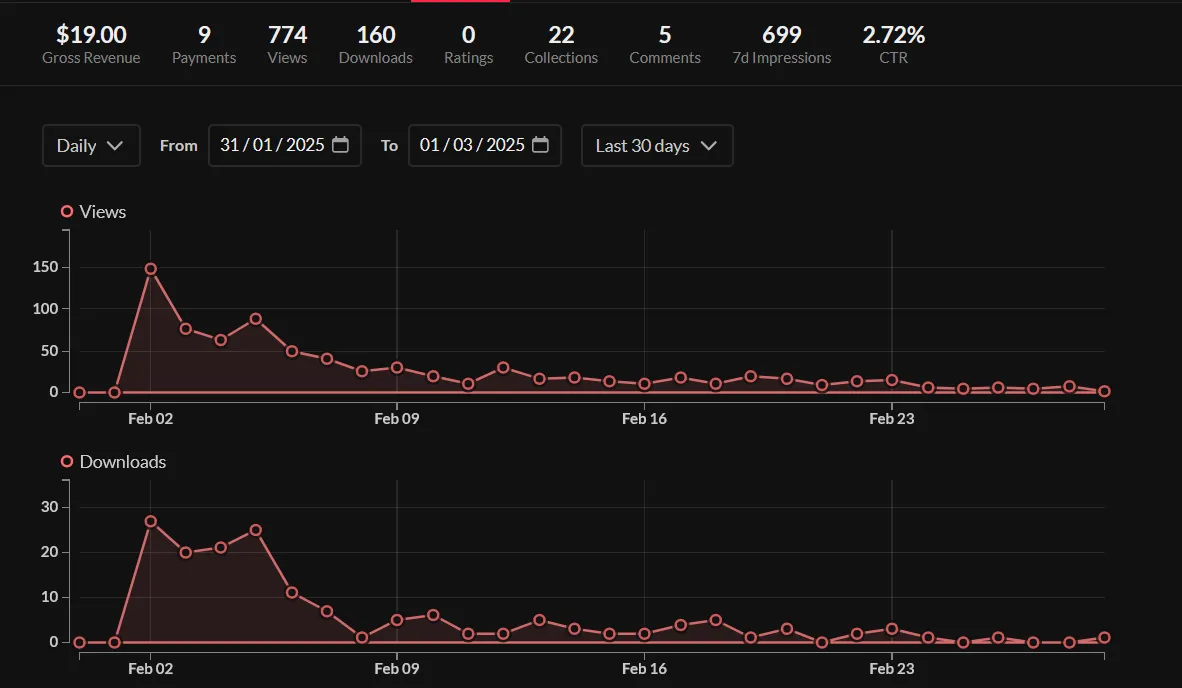 $19.00 9 774 160 0 22 5 699 2.72%
Gross Revenue Payments Views Downloads Ratings Collections Comments 7d Impressions CTR
Daily From 31/01/2025 To 01/03/2025 Last 30 days
Views
150
100
50
0
Feb 02 Feb 09 Feb 16 Feb 23
Downloads
30
20
10
0
Feb 02 Feb 09 Feb 16 Feb 23